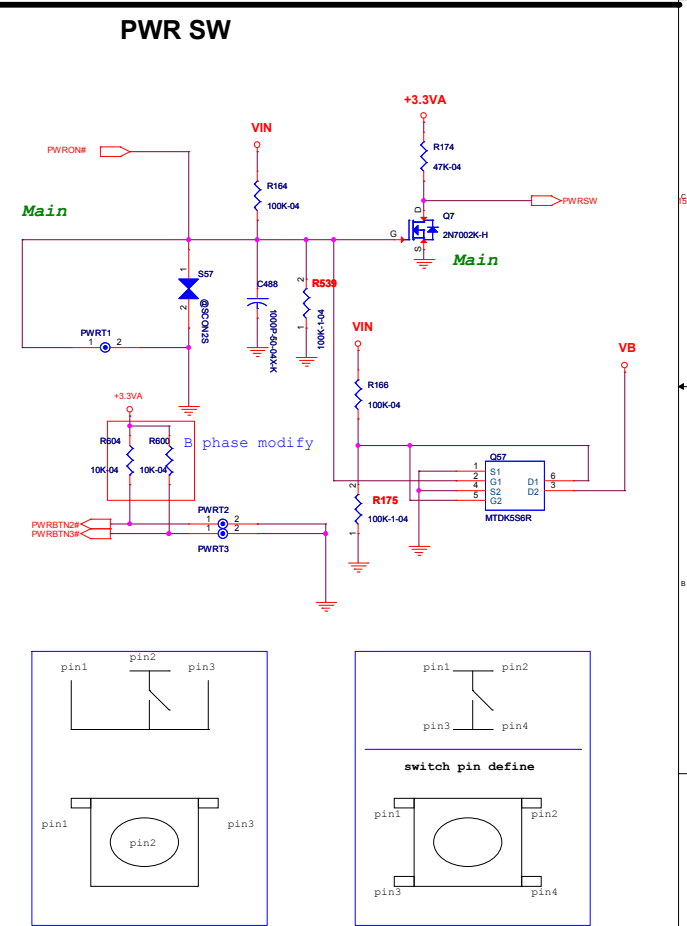 PWR SW
+3.3VA
VIN
PWRON#
R174
47K-04
R164
100K-04
D
PWRSW
C
15
Main
Q7
2N7002K-H
G
S
Main
1
S57
2
@SCON2S
C488
1000P-50-04X-K
2
R539
1
100K-1-04
PWRT1
1 2
VIN
VB
R166
100K-04
+3.3VA
R604
R600
B phase modify
10K-04
10K-04
Q57
1 S1
2 G1 D1 6
4 S2 D2 3
5 G2
MTDK5S6R
2
R175
100K-1-04
1
PWRT2
PWRBTN2# 1 2
PWRBTN3# 1 2
PWRT3
B
pin1
pin2
pin3
pin1
pin2
pin3
pin4
switch pin define
pin1
pin2
pin3
pin1
pin2
pin3
pin4